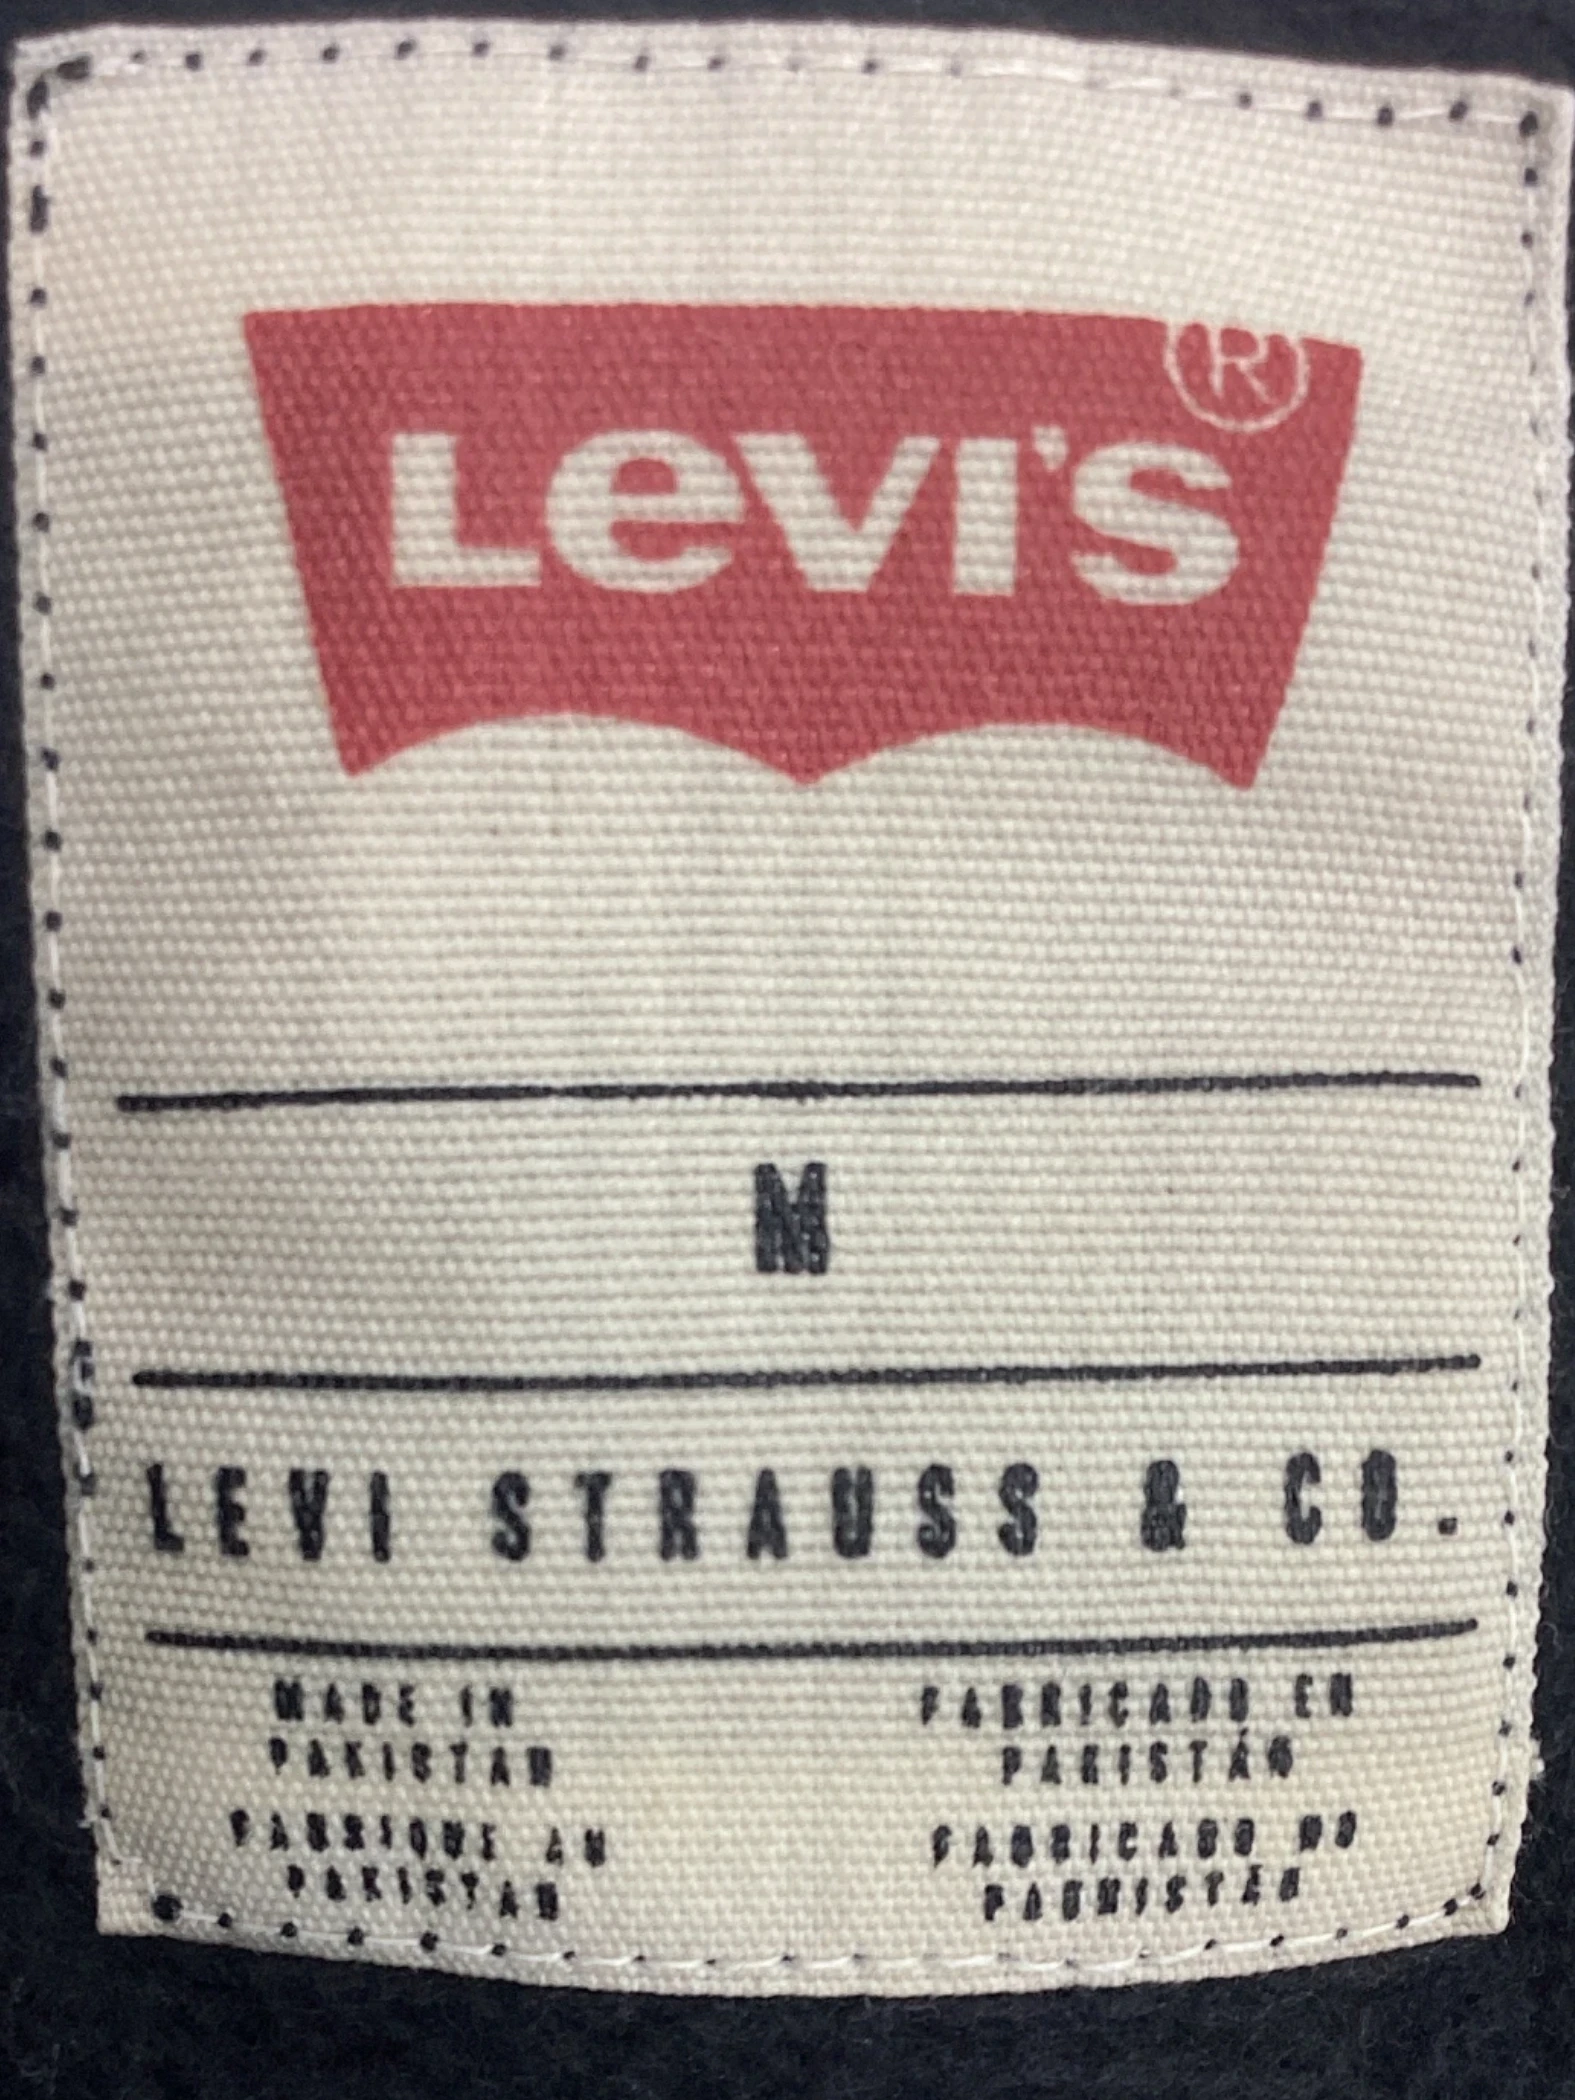 Levi's®
M
LEVI STRAUSS & CO.
MADE IN
PAKISTAN
FABRIQUE AU
PAKISTAN
FABRICADO EN
PAKISTÁN
FABRICADO NO
PAQUISTÃO